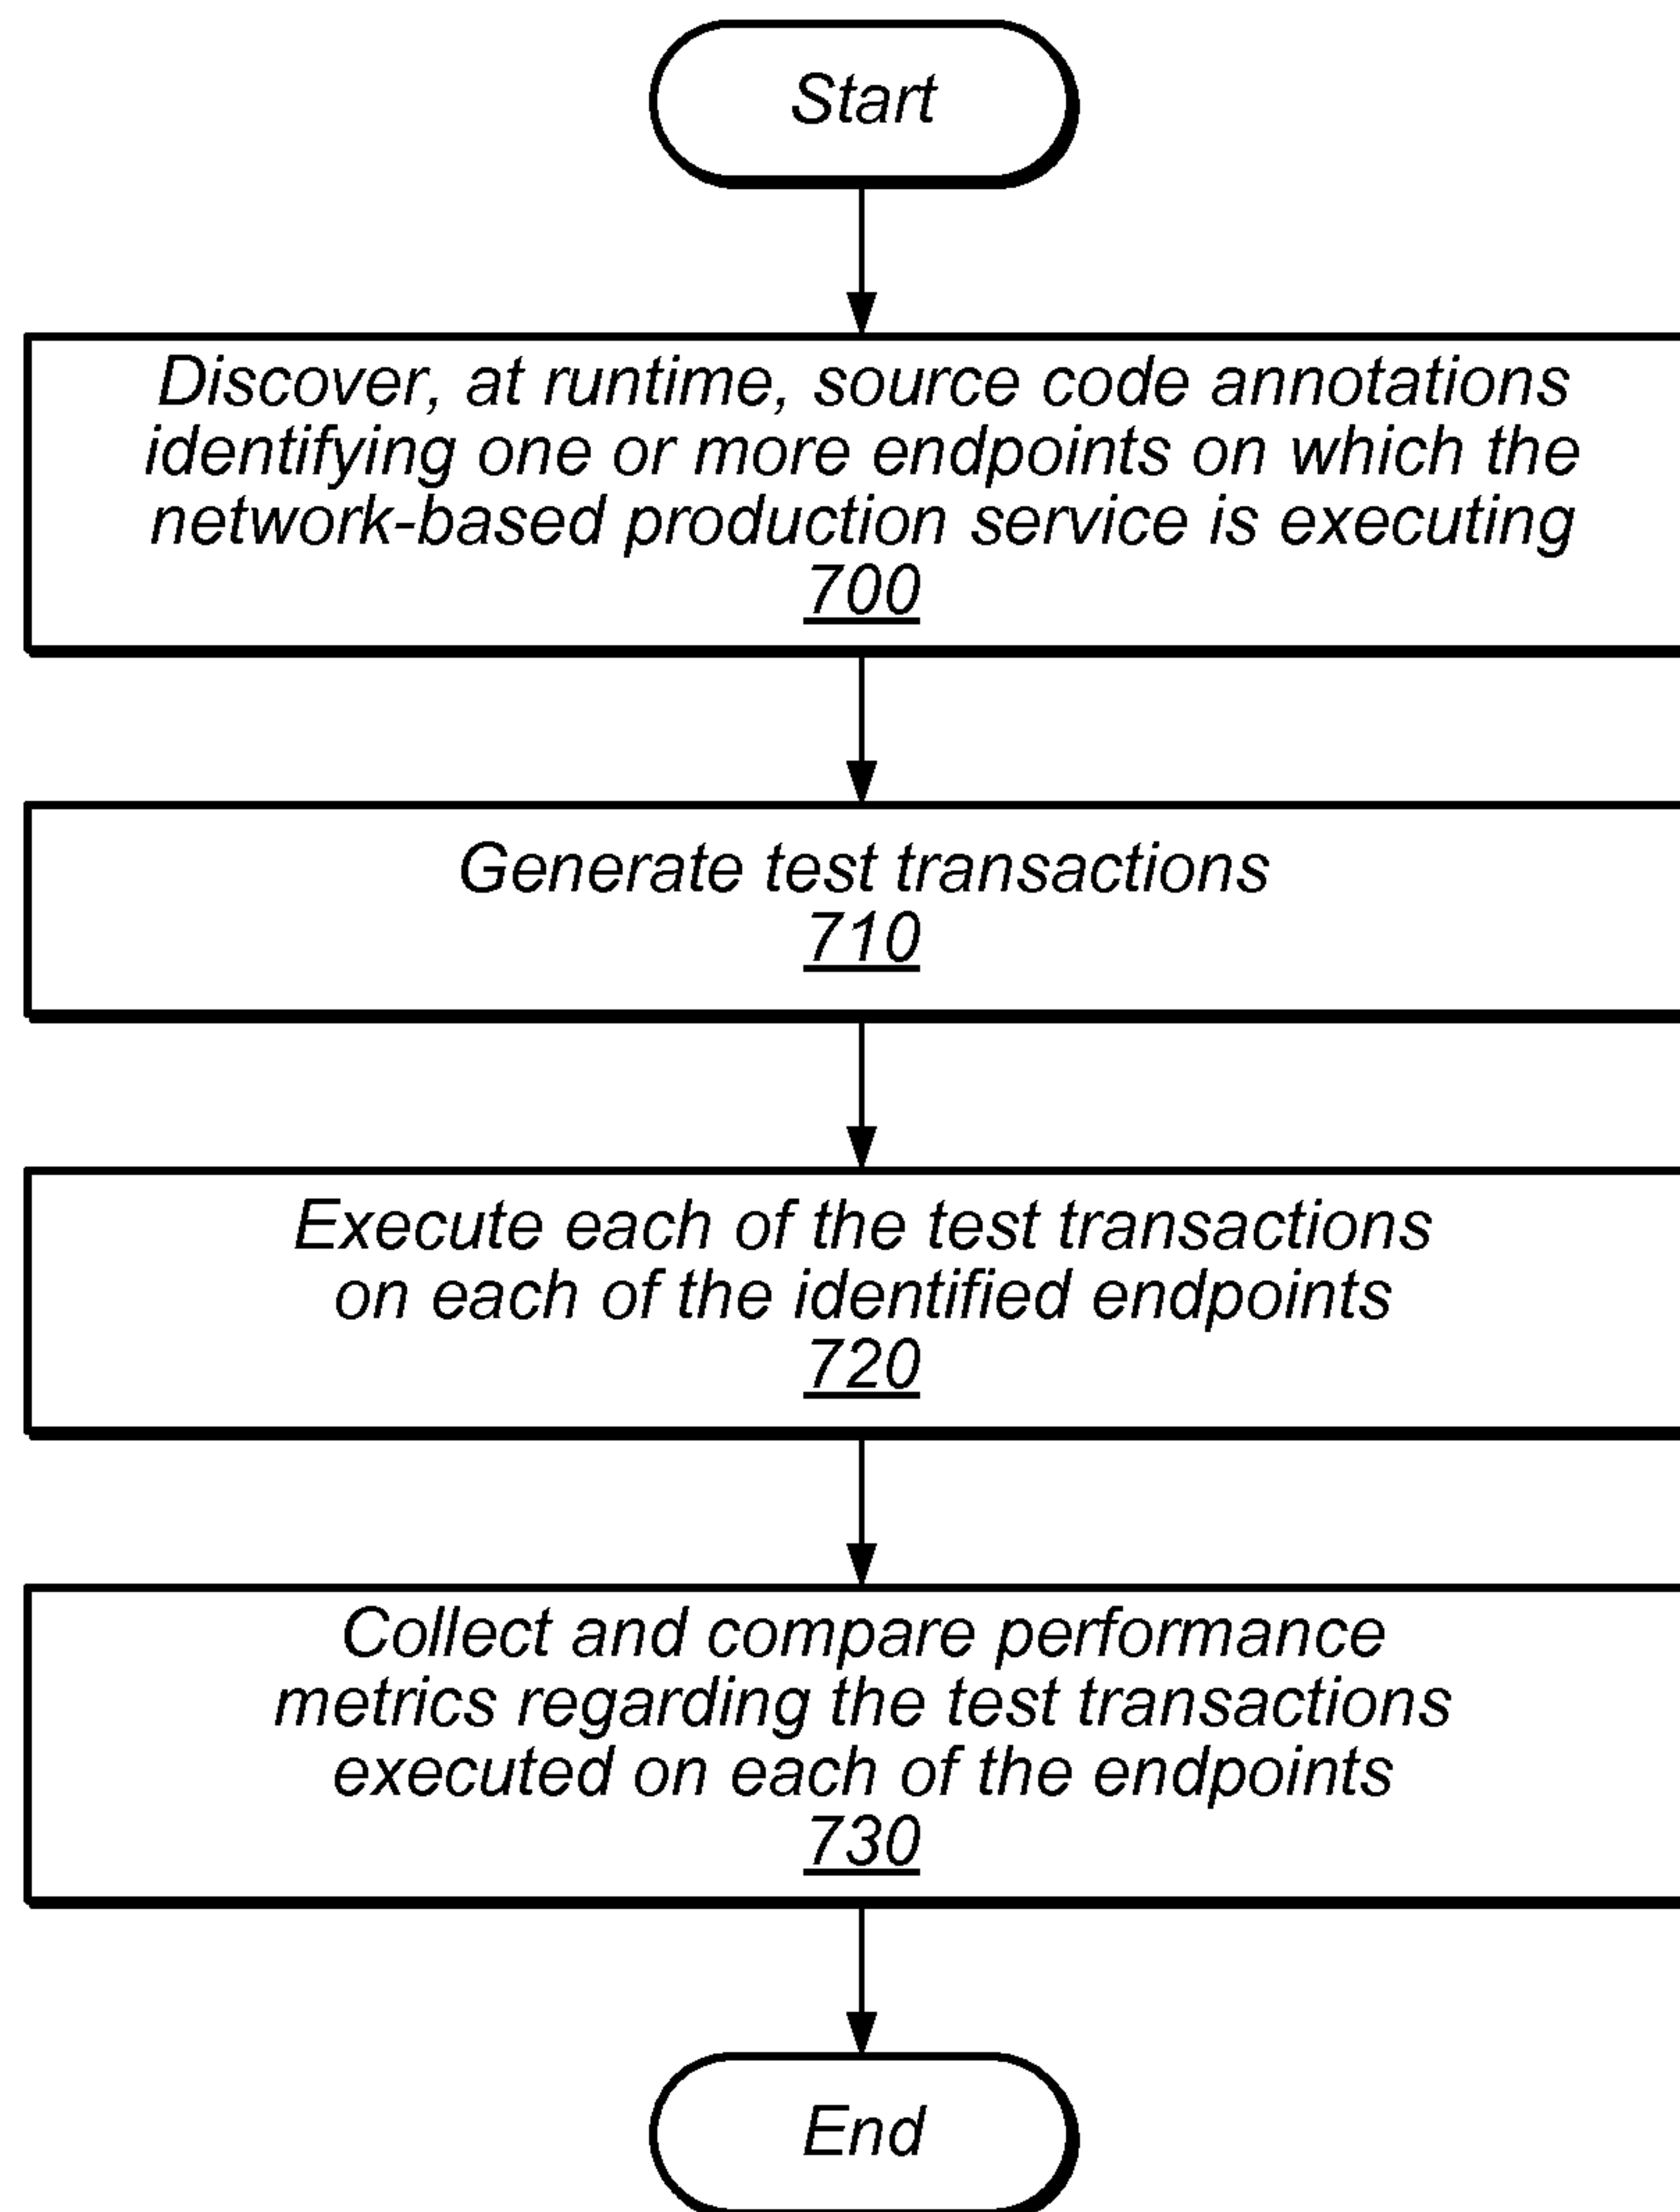 Start
Discover, at runtime, source code annotations
identifying one or more endpoints on which the
network-based production service is executing
700
Generate test transactions
710
Execute each of the test transactions
on each of the identified endpoints
720
Collect and compare performance
metrics regarding the test transactions
executed on each of the endpoints
730
End